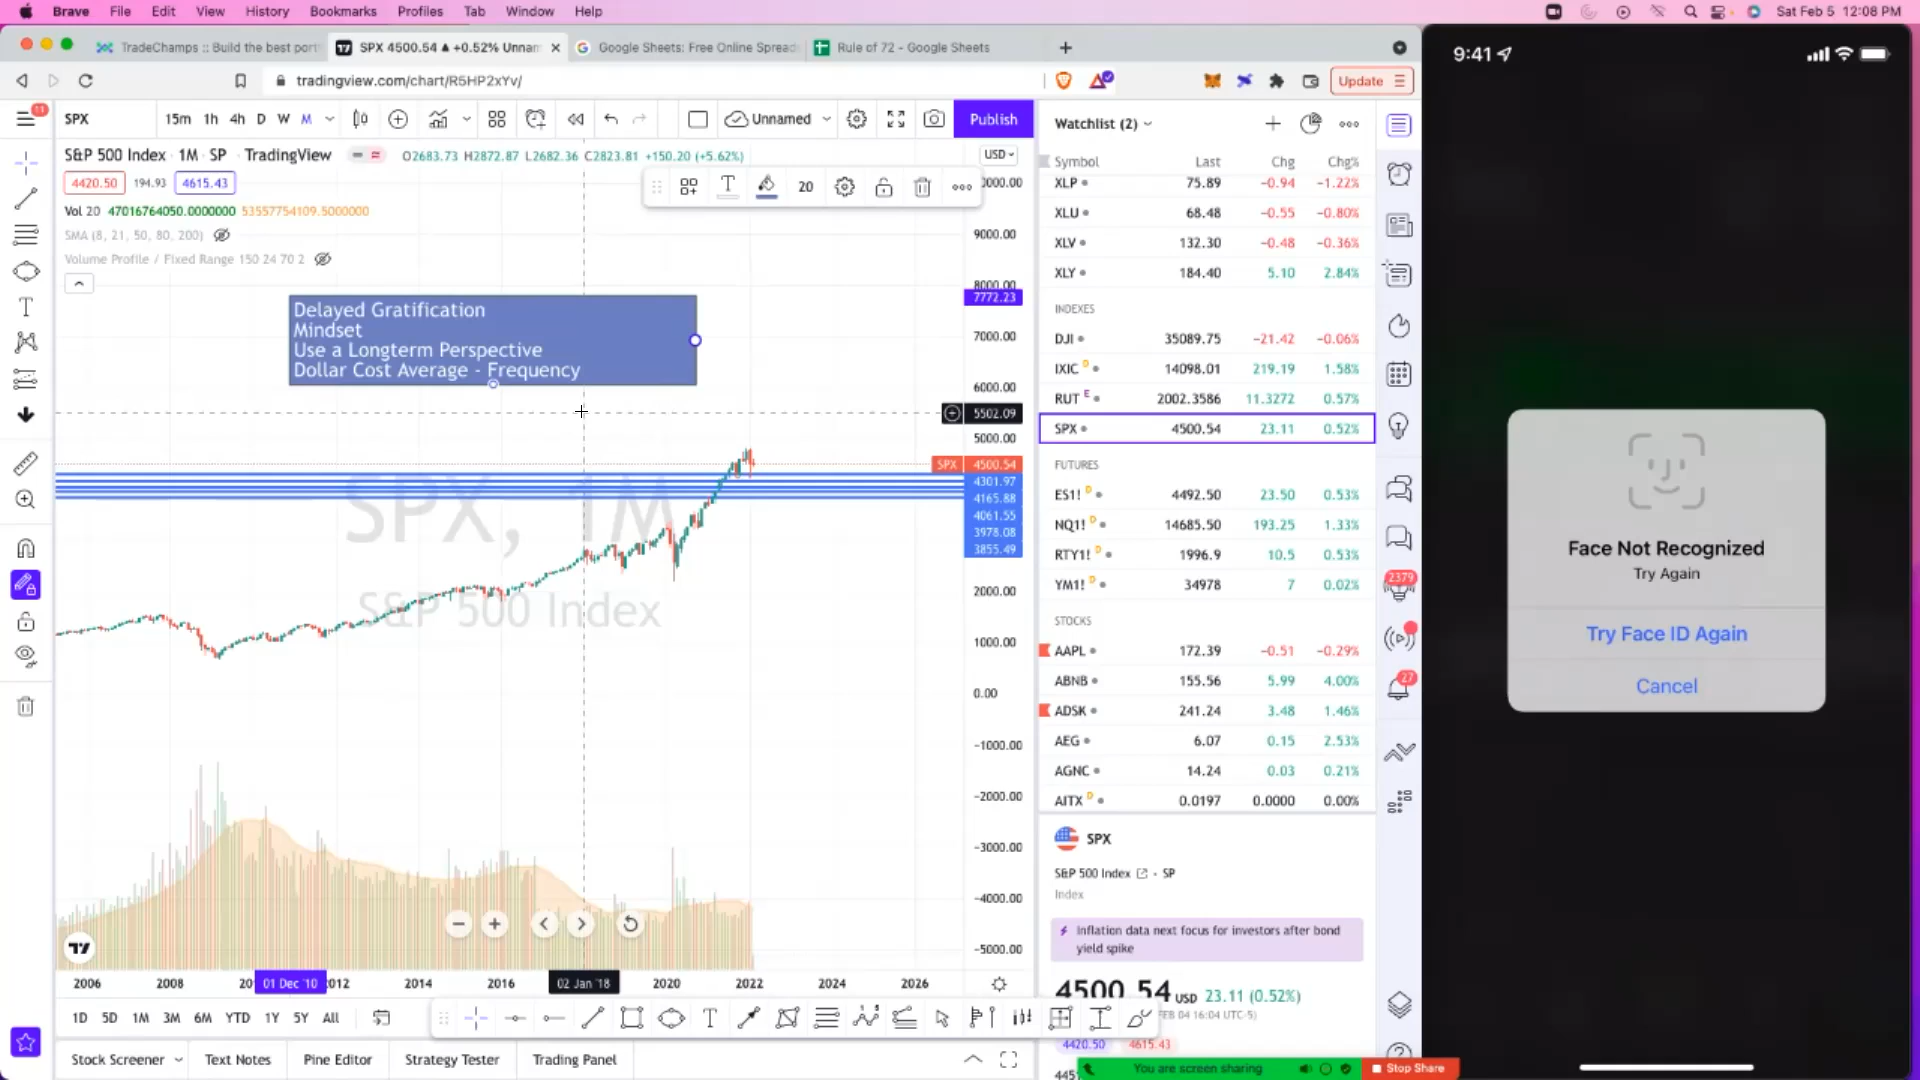 Brave File Edit View History Bookmarks Profiles Tab Window Help Sat Feb 5 12:08 PM
TradeChamps :: Build the best port
SPX 4500.54 ▲ +0.52% Unnam
Google Sheets: Free Online Spread
Rule of 72 - Google Sheets
tradingview.com/chart/R5HP2xYv/
Update
11
SPX 15m 1h 4h D W M Unnamed Publish
S&P 500 Index · 1M · SP · TradingView O2683.73 H2872.87 L2682.36 C2823.81 +150.20 (+5.62%)
USD
4420.50 194.93 4615.43
20
Vol 20 47016764050.0000000 53557754109.5000000
SMA (8, 21, 50, 80, 200)
Volume Profile / Fixed Range 150 24 70 2
Delayed Gratification
Mindset
Use a Longterm Perspective
Dollar Cost Average - Frequency
SPX, 1M
S&P 500 Index
0000.00
9000.00
8000.00
7772.23
7000.00
6000.00
5502.09
5000.00
SPX 4500.54
4301.97
4165.88
4061.55
3978.08
3855.49
2000.00
1000.00
0.00
-1000.00
-2000.00
-3000.00
-4000.00
-5000.00
2006 2008 20 01 Dec '10 2012 2014 2016 02 Jan '18 2020 2022 2024 2026
1D 5D 1M 3M 6M YTD 1Y 5Y All
Stock Screener Text Notes Pine Editor Strategy Tester Trading Panel
Watchlist (2)
Symbol Last Chg Chg%
XLP 75.89 -0.94 -1.22%
XLU 68.48 -0.55 -0.80%
XLV 132.30 -0.48 -0.36%
XLY 184.40 5.10 2.84%
INDEXES
DJI 35089.75 -21.42 -0.06%
IXIC D 14098.01 219.19 1.58%
RUT E 2002.3586 11.3272 0.57%
SPX 4500.54 23.11 0.52%
FUTURES
ES1! D 4492.50 23.50 0.53%
NQ1! D 14685.50 193.25 1.33%
RTY1! D 1996.9 10.5 0.53%
YM1! D 34978 7 0.02%
STOCKS
AAPL 172.39 -0.51 -0.29%
ABNB 155.56 5.99 4.00%
ADSK 241.24 3.48 1.46%
AEG 6.07 0.15 2.53%
AGNC 14.24 0.03 0.21%
AITX D 0.0197 0.0000 0.00%
SPX
S&P 500 Index · SP
Index
Inflation data next focus for investors after bond
yield spike
4500.54 USD 23.11 (0.52%)
FEB 04 16:04 UTC-5)
4420.50 4615.43
You are screen sharing Stop Share
2379
27
9:41
Face Not Recognized
Try Again
Try Face ID Again
Cancel